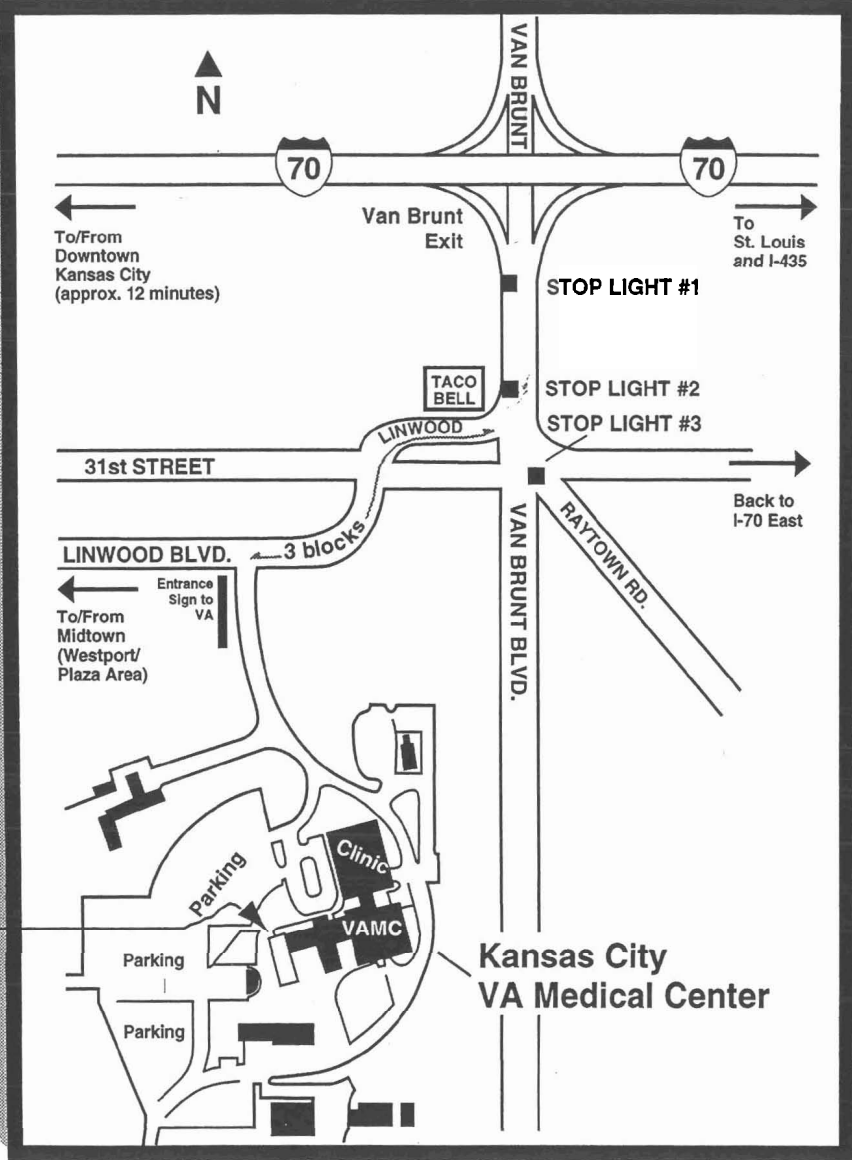 N
VAN BRUNT
70
70
Van Brunt
Exit
To/From
Downtown
Kansas City
(approx. 12 minutes)
To
St. Louis
and I-435
STOP LIGHT #1
TACO
BELL
STOP LIGHT #2
LINWOOD
STOP LIGHT #3
31st STREET
Back to
I-70 East
RAYTOWN RD.
VAN BRUNT BLVD.
LINWOOD BLVD.
3 blocks
Entrance
Sign to
VA
To/From
Midtown
(Westport/
Plaza Area)
Clinic
Parking
VAMC
Parking
Parking
Kansas City
VA Medical Center